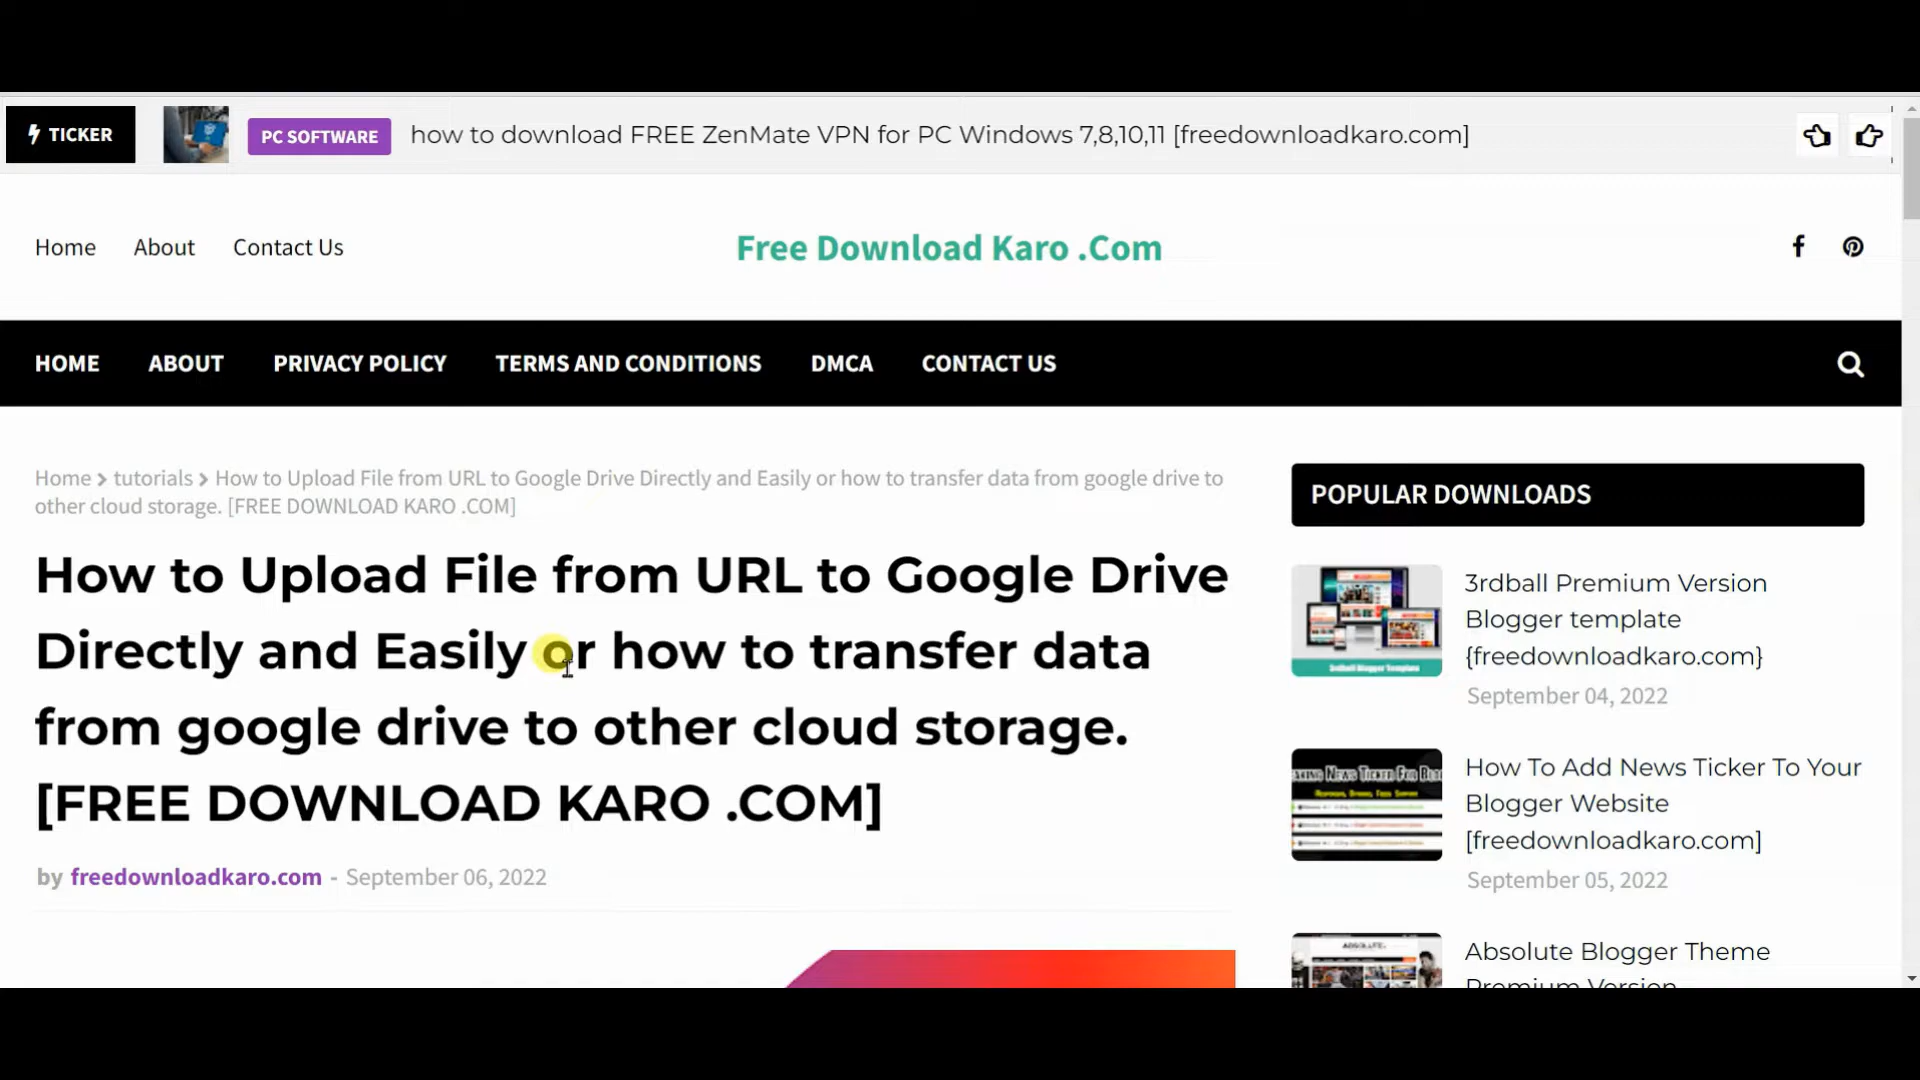 TICKER
PC SOFTWARE
how to download FREE ZenMate VPN for PC Windows 7,8,10,11 [freedownloadkaro.com]
Home About Contact Us
Free Download Karo .Com
HOME ABOUT PRIVACY POLICY TERMS AND CONDITIONS DMCA CONTACT US
Home > tutorials > How to Upload File from URL to Google Drive Directly and Easily or how to transfer data from google drive to
other cloud storage. [FREE DOWNLOAD KARO .COM]
How to Upload File from URL to Google Drive
Directly and Easily or how to transfer data
from google drive to other cloud storage.
[FREE DOWNLOAD KARO .COM]
by freedownloadkaro.com - September 06, 2022
POPULAR DOWNLOADS
3rdball Blogger Template
3rdball Premium Version
Blogger template
{freedownloadkaro.com}
September 04, 2022
How To Add News Ticker To Your
Blogger Website
[freedownloadkaro.com]
September 05, 2022
ABSOLUTE
Absolute Blogger Theme
Premium Version